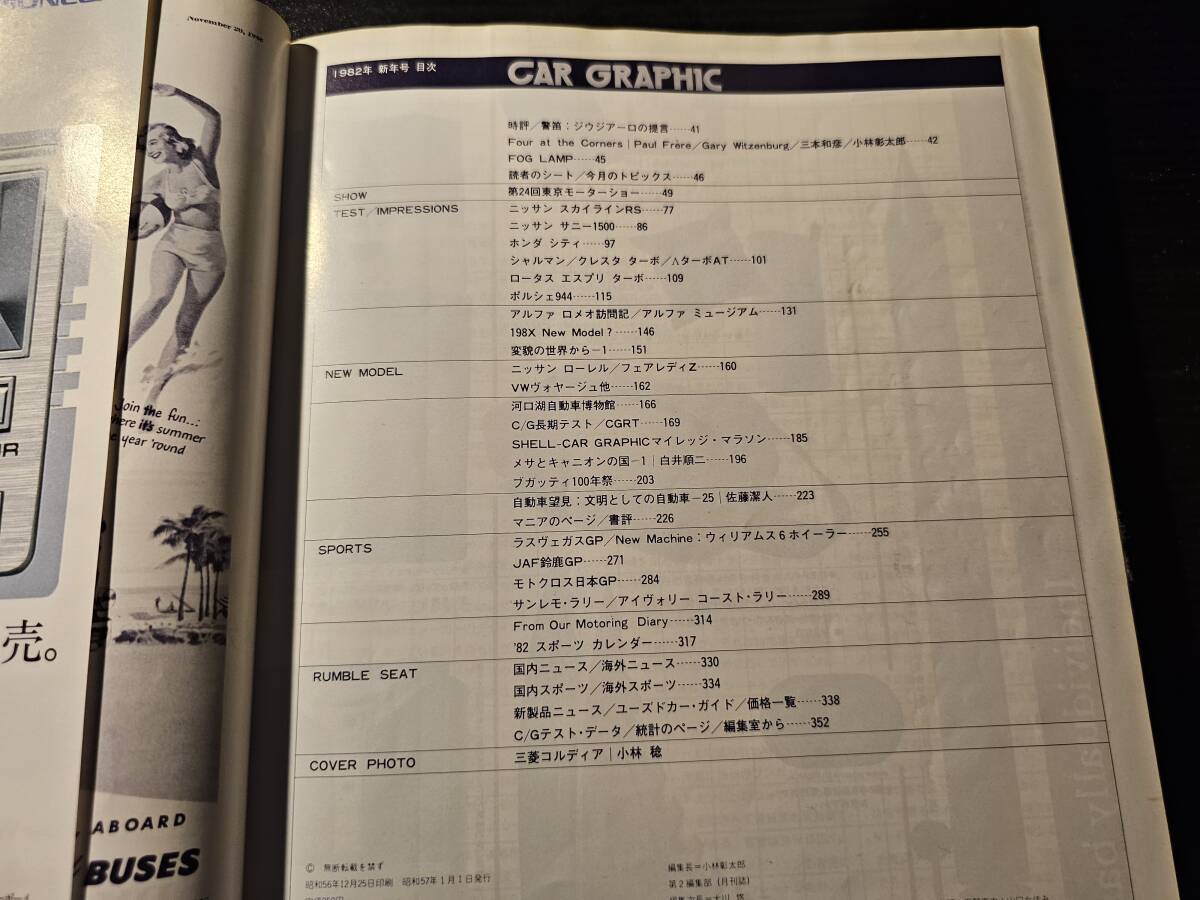 November 20, 19
Join the fun...:
here it's summer
year 'round
ABOARD
BUSES
売。
1982年 新年号 目次
CAR GRAPHIC
時評／警笛：ジウジアーロの提言……41
Four at the Corners｜Paul Frère／Gary Witzenburg／三本和彦／小林彰太郎……42
FOG LAMP……45
読者のシート／今月のトピックス……46
SHOW
第24回東京モーターショー……49
TEST／IMPRESSIONS
ニッサン スカイラインRS……77
ニッサン サニー1500……86
ホンダ シティ……97
シャルマン／クレスタ ターボ／ΛターボAT……101
ロータス エスプリ ターボ……109
ポルシェ944……115
アルファ ロメオ訪問記／アルファ ミュージアム……131
198X New Model？……146
変貌の世界から−1……151
NEW MODEL
ニッサン ローレル／フェアレディZ……160
VWヴォヤージュ他……162
河口湖自動車博物館……166
C/G長期テスト／CGRT……169
SHELL-CAR GRAPHICマイレッジ・マラソン……185
メサとキャニオンの国−1｜白井順二……196
ブガッティ100年祭……203
自動車望見：文明としての自動車−25｜佐藤潔人……223
マニアのページ／書評……226
SPORTS
ラスヴェガスGP／New Machine：ウィリアムス6ホイーラー……255
JAF鈴鹿GP……271
モトクロス日本GP……284
サンレモ・ラリー／アイヴォリー コースト・ラリー……289
From Our Motoring Diary……314
'82 スポーツ カレンダー……317
RUMBLE SEAT
国内ニュース／海外ニュース……330
国内スポーツ／海外スポーツ……334
新製品ニュース／ユーズドカー・ガイド／価格一覧……338
C/Gテスト・データ／統計のページ／編集室から……352
COVER PHOTO
三菱コルディア｜小林 稔
© 無断転載を禁ず
昭和56年12月25日印刷 昭和57年1月1日発行
編集長＝小林彰太郎
第2編集部（月刊誌）